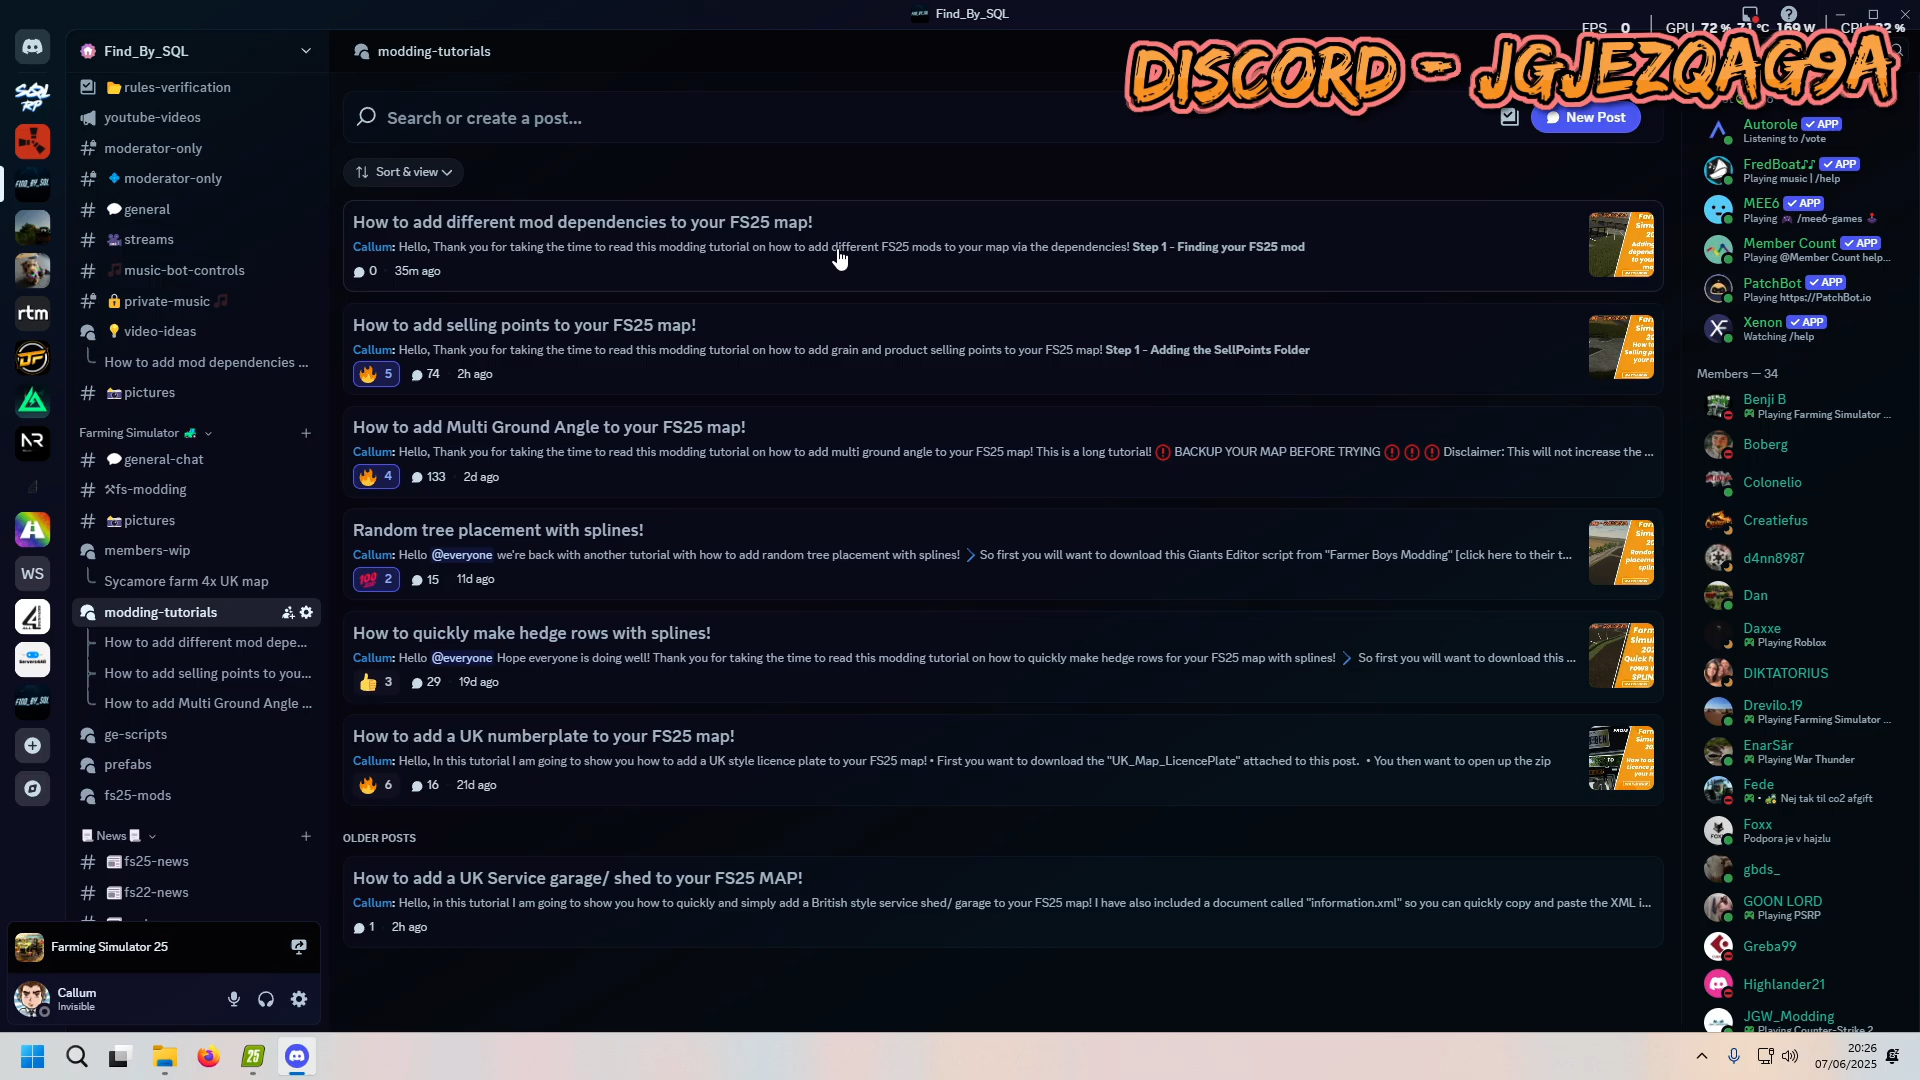 Find_By_SQL
FPS 0 GPU 72 % 71 °C 169 W
DISCORD - JGJEZQAG9A
Find_By_SQL
rules-verification
youtube-videos
moderator-only
moderator-only
general
streams
music-bot-controls
private-music
video-ideas
How to add mod dependencies ...
pictures
Farming Simulator
general-chat
fs-modding
pictures
members-wip
Sycamore farm 4x UK map
modding-tutorials
How to add different mod depe...
How to add selling points to you...
How to add Multi Ground Angle ...
ge-scripts
prefabs
fs25-mods
News
fs25-news
fs22-news
Farming Simulator 25
Callum
Invisible
SQL
RP
rtm
WS
modding-tutorials
Search or create a post...
New Post
Sort & view
How to add different mod dependencies to your FS25 map!
Callum: Hello, Thank you for taking the time to read this modding tutorial on how to add different FS25 mods to your map via the dependencies! Step 1 - Finding your FS25 mod
0 35m ago
How to add selling points to your FS25 map!
Callum: Hello, Thank you for taking the time to read this modding tutorial on how to add grain and product selling points to your FS25 map! Step 1 - Adding the SellPoints Folder
5 74 2h ago
How to add Multi Ground Angle to your FS25 map!
Callum: Hello, Thank you for taking the time to read this modding tutorial on how to add multi ground angle to your FS25 map! This is a long tutorial! BACKUP YOUR MAP BEFORE TRYING Disclaimer: This will not increase the ...
4 133 2d ago
Random tree placement with splines!
Callum: Hello @everyone we're back with another tutorial with how to add random tree placement with splines! > So first you will want to download this Giants Editor script from "Farmer Boys Modding" [click here to their t...
2 15 11d ago
How to quickly make hedge rows with splines!
Callum: Hello @everyone Hope everyone is doing well! Thank you for taking the time to read this modding tutorial on how to quickly make hedge rows for your FS25 map with splines! > So first you will want to download this ...
3 29 19d ago
How to add a UK numberplate to your FS25 map!
Callum: Hello, In this tutorial I am going to show you how to add a UK style licence plate to your FS25 map! • First you want to download the "UK_Map_LicencePlate" attached to this post. • You then want to open up the zip
6 16 21d ago
OLDER POSTS
How to add a UK Service garage/ shed to your FS25 MAP!
Callum: Hello, in this tutorial I am going to show you how to quickly and simply add a British style service shed/ garage to your FS25 map! I have also included a document called "information.xml" so you can quickly copy and paste the XML i...
1 2h ago
Autorole APP
Listening to /vote
FredBoat♪♪ APP
Playing music | /help
MEE6 APP
Playing /mee6-games
Member Count APP
Playing @Member Count help...
PatchBot APP
Playing https://PatchBot.io
Xenon APP
Watching /help
Members — 34
Benji B
Playing Farming Simulator ...
Boberg
Colonelio
Creatiefus
d4nn8987
Dan
Daxxe
Playing Roblox
DIKTATORIUS
Drevilo.19
Playing Farming Simulator ...
EnarSär
Playing War Thunder
Fede
• Nej tak til co2 afgift
Foxx
Podpora je v hajzlu
gbds_
GOON LORD
Playing PSRP
Greba99
Highlander21
JGW_Modding
Playing Counter-Strike 2
25
20:26
07/06/2025